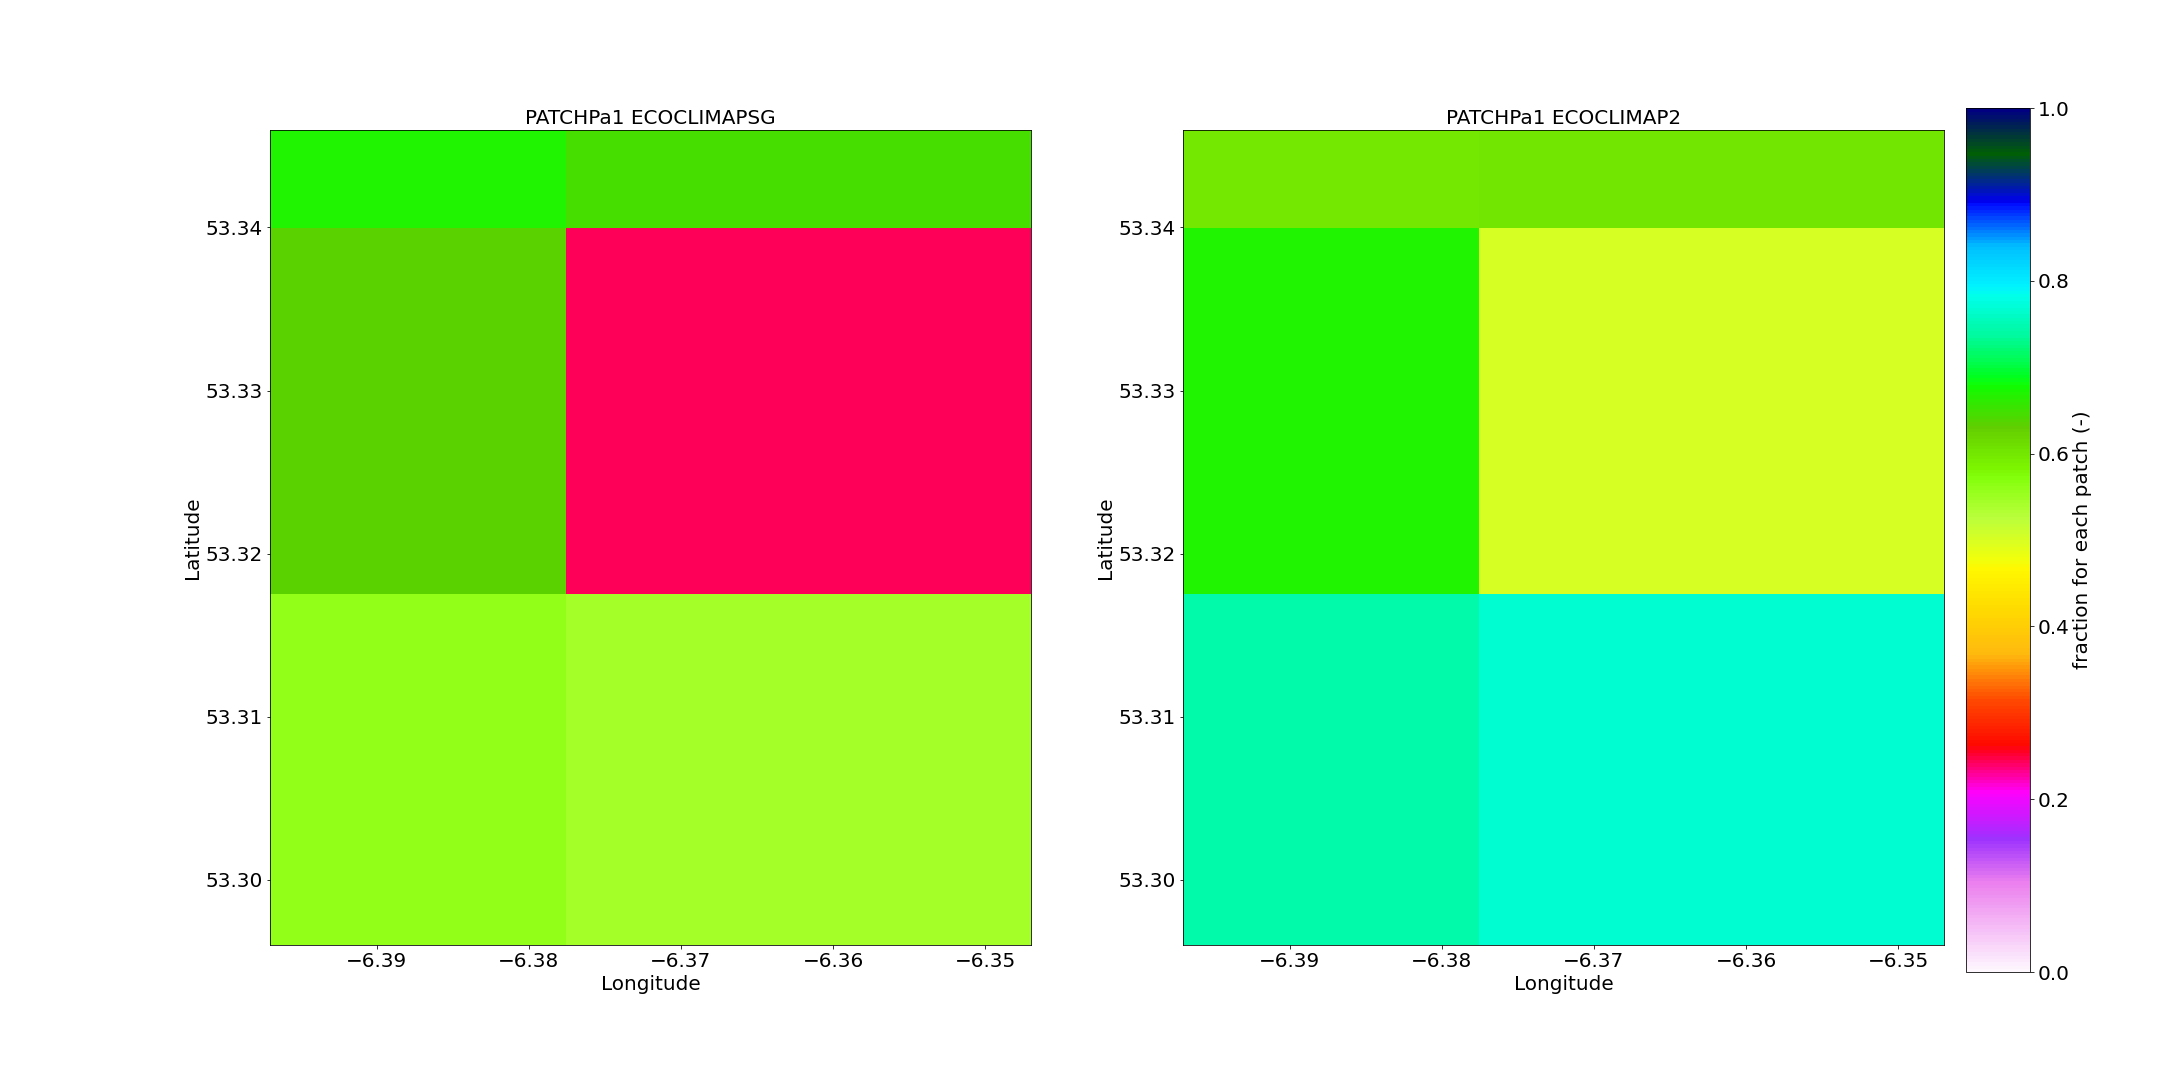 PATCHPa1 ECOCLIMAPSG
53.34
53.33
53.32
53.31
53.30
Latitude
−6.39 −6.38 −6.37 −6.36 −6.35
Longitude
PATCHPa1 ECOCLIMAP2
53.34
53.33
53.32
53.31
53.30
Latitude
−6.39 −6.38 −6.37 −6.36 −6.35
Longitude
1.0
0.8
0.6
0.4
0.2
0.0
fraction for each patch (-)